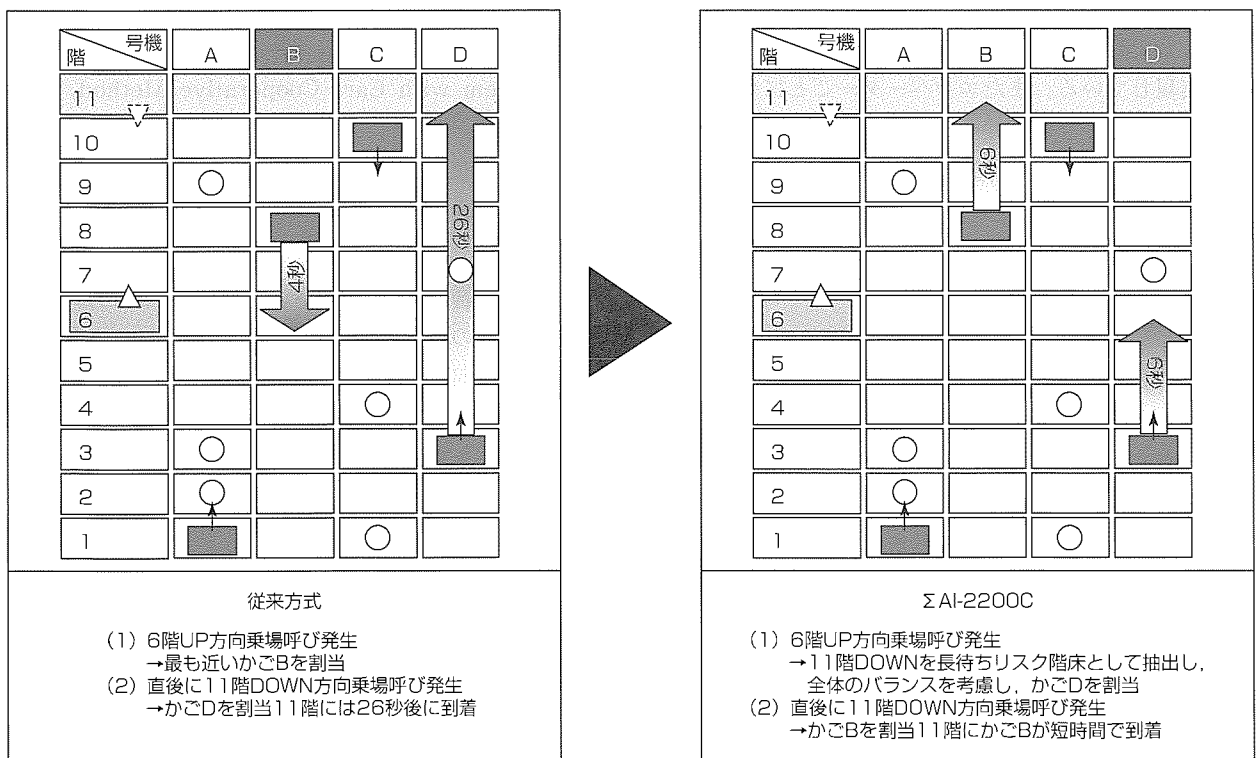 階 号機 A B C D
11
10
9
8
7
6
5
4
3
2
1
4秒
26秒
従来方式
(1) 6階UP方向乗場呼び発生
→最も近いかごBを割当
(2) 直後に11階DOWN方向乗場呼び発生
→かごDを割当11階には26秒後に到着
階 号機 A B C D
11
10
9
8
7
6
5
4
3
2
1
6秒
6秒
ΣAI-2200C
(1) 6階UP方向乗場呼び発生
→11階DOWNを長待ちリスク階床として抽出し,
全体のバランスを考慮し,かごDを割当
(2) 直後に11階DOWN方向乗場呼び発生
→かごBを割当11階にかごBが短時間で到着